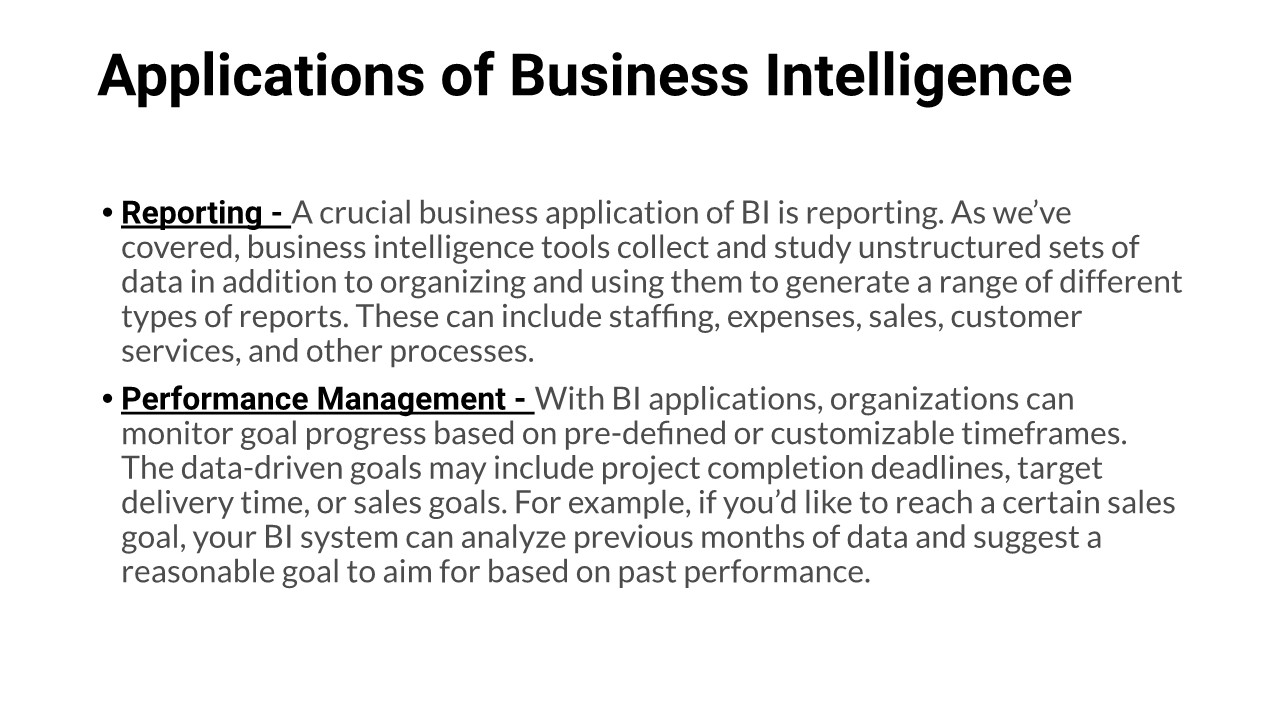 Applications of Business Intelligence
• Reporting - A crucial business application of BI is reporting. As we’ve
covered, business intelligence tools collect and study unstructured sets of
data in addition to organizing and using them to generate a range of different
types of reports. These can include staffing, expenses, sales, customer
services, and other processes.
• Performance Management - With BI applications, organizations can
monitor goal progress based on pre-defined or customizable timeframes.
The data-driven goals may include project completion deadlines, target
delivery time, or sales goals. For example, if you’d like to reach a certain sales
goal, your BI system can analyze previous months of data and suggest a
reasonable goal to aim for based on past performance.